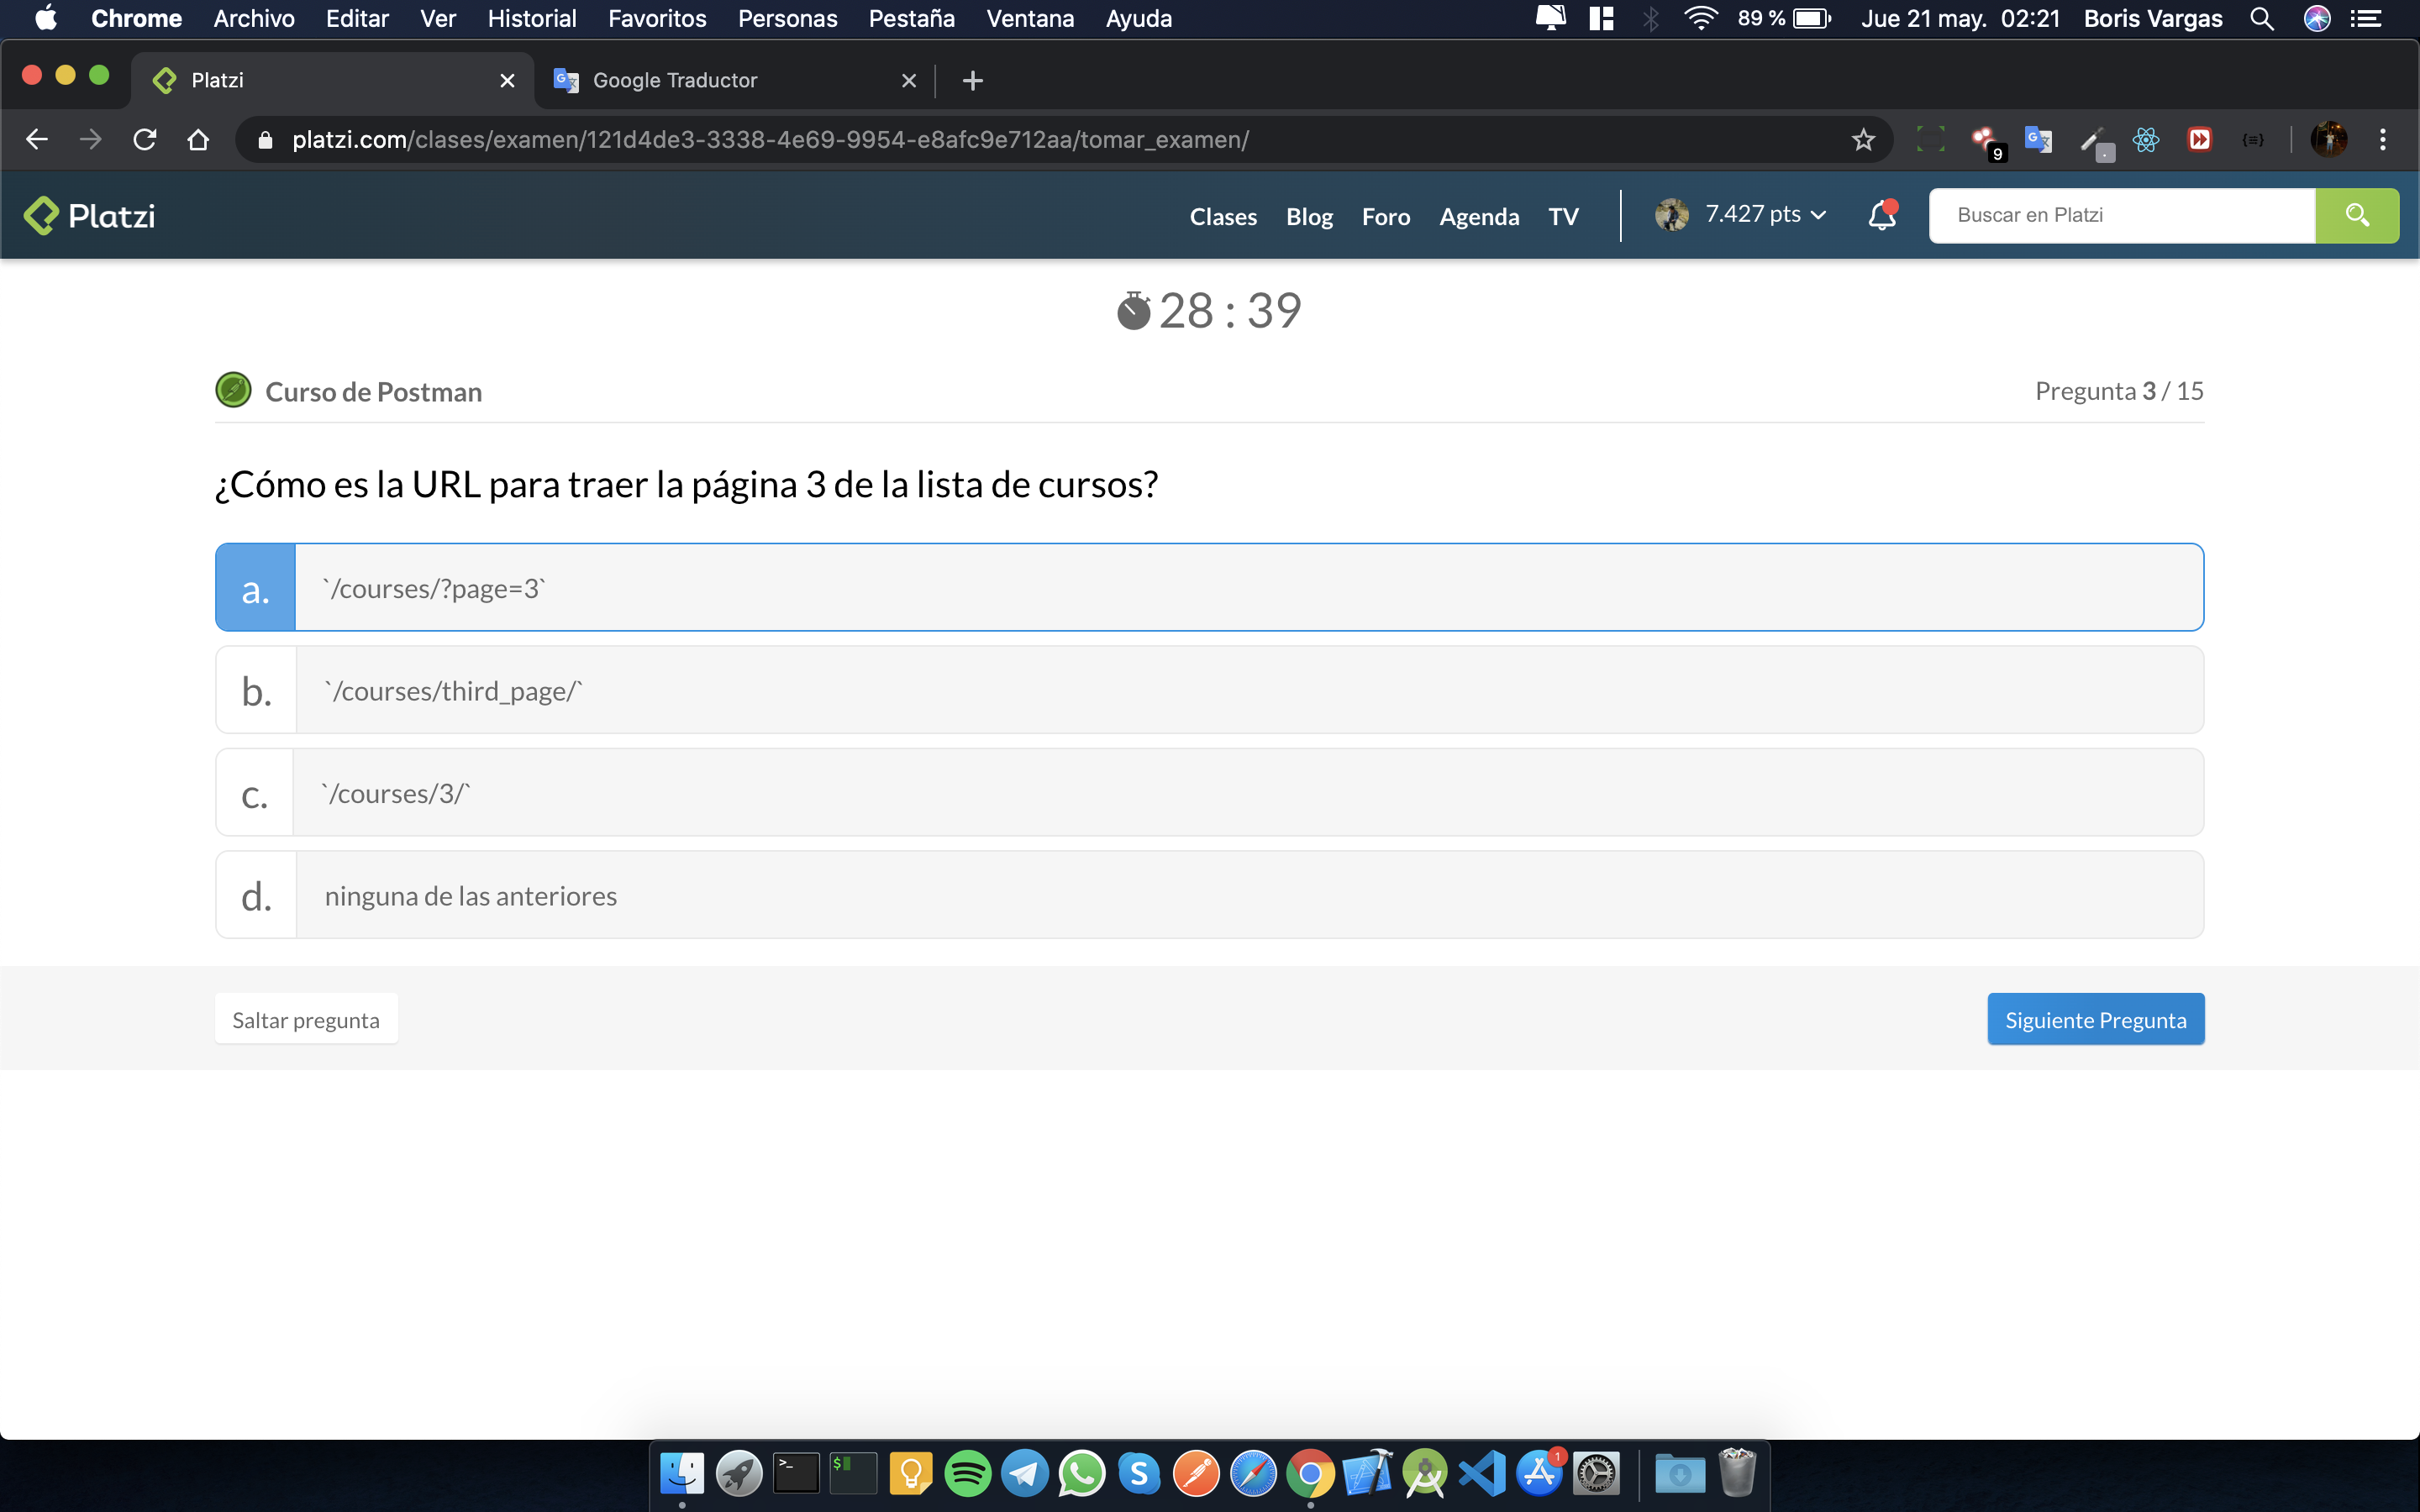 Chrome Archivo Editar Ver Historial Favoritos Personas Pestaña Ventana Ayuda 89 % Jue 21 may. 02:21 Boris Vargas
Platzi Google Traductor
platzi.com/clases/examen/121d4de3-3338-4e69-9954-e8afc9e712aa/tomar_examen/ 9
Platzi Clases Blog Foro Agenda TV 7.427 pts Buscar en Platzi
28 : 39
Curso de Postman Pregunta 3 / 15
¿Cómo es la URL para traer la página 3 de la lista de cursos?
a. `/courses/?page=3`
b. `/courses/third_page/`
c. `/courses/3/`
d. ninguna de las anteriores
Saltar pregunta Siguiente Pregunta
1